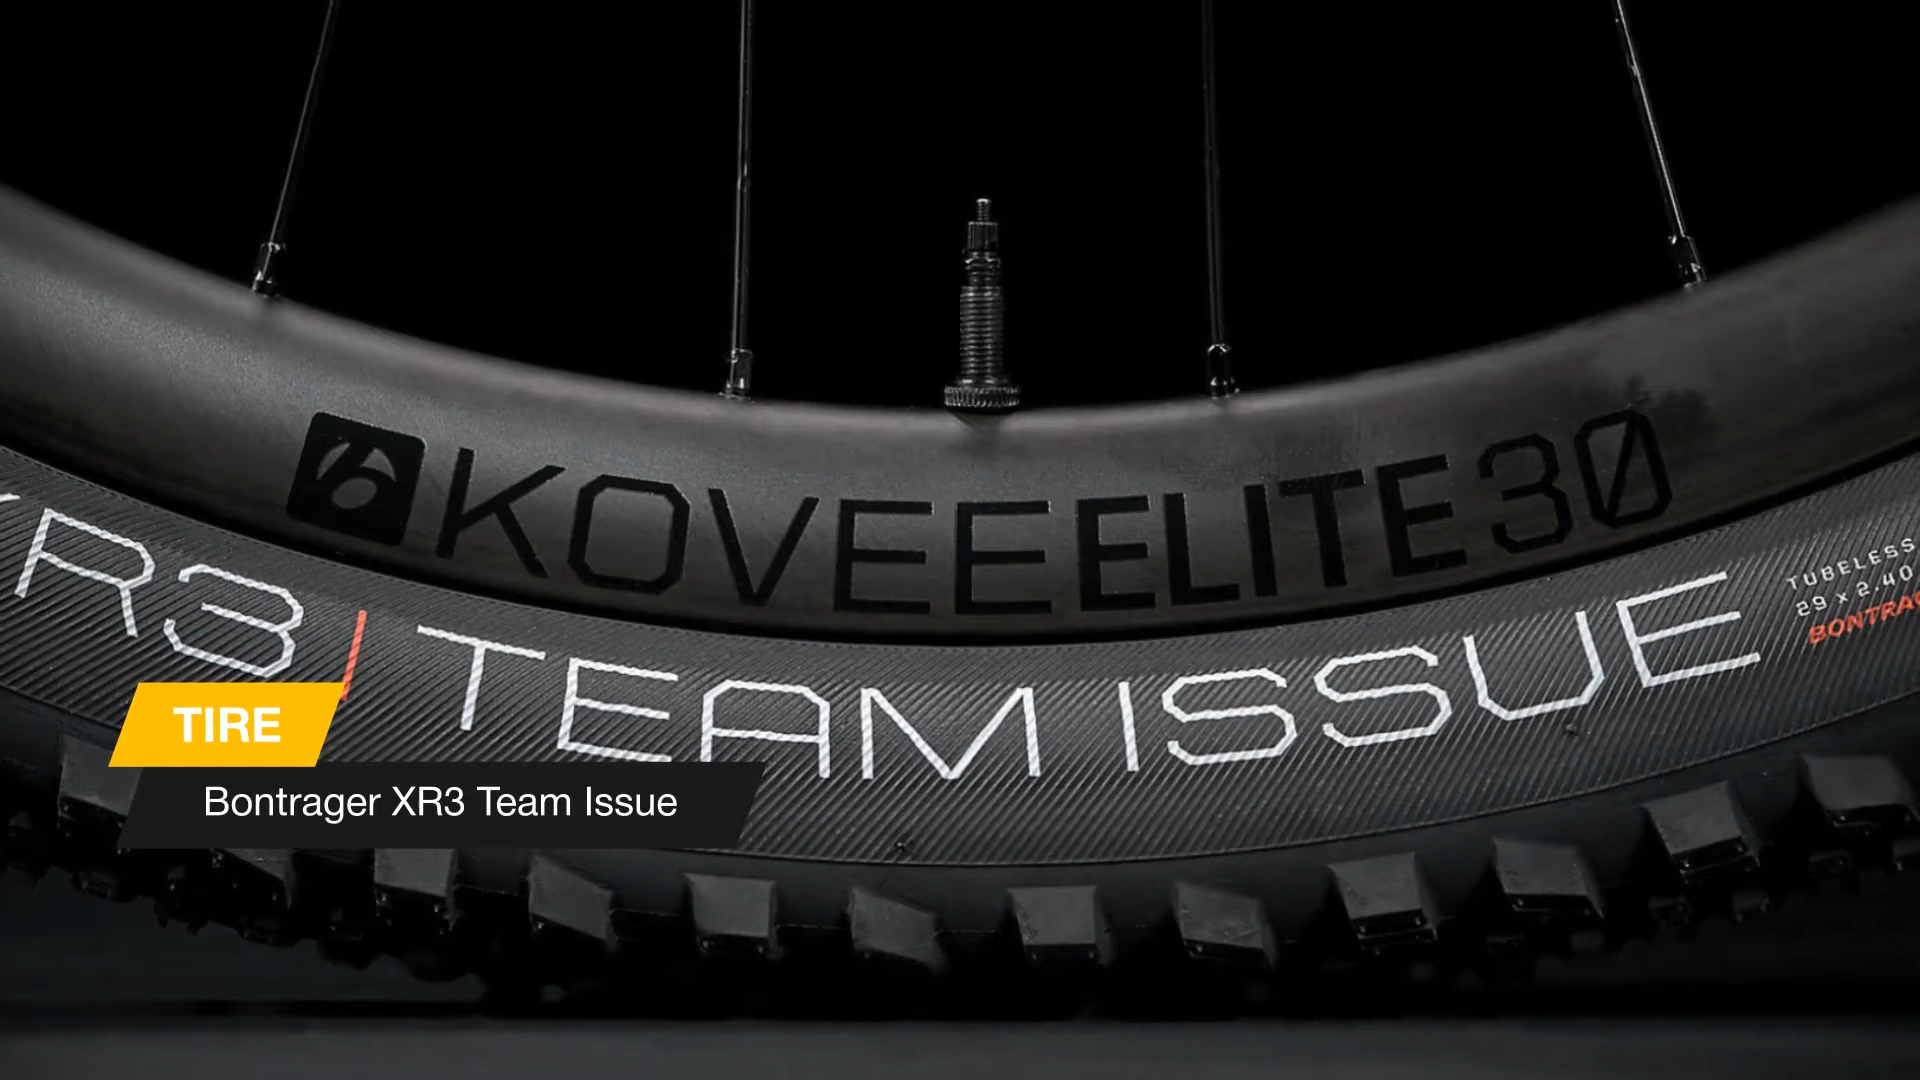 KOVEE ELITE 30
XR3 | TEAM ISSUE
TUBELESS
29 x 2.40
TIRE
Bontrager XR3 Team Issue